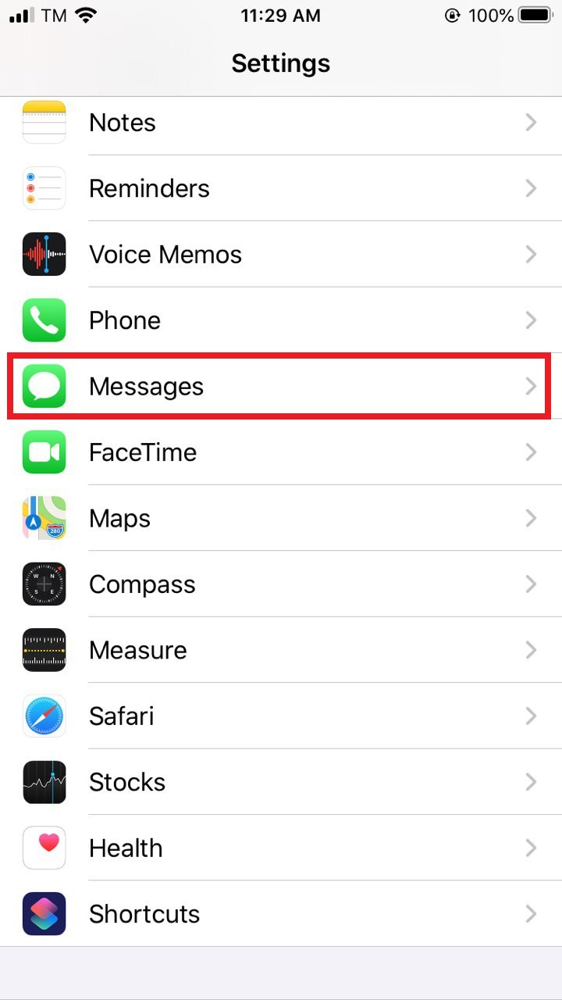 TM 11:29 AM 100%
Settings
Notes
Reminders
Voice Memos
Phone
Messages
FaceTime
Maps
280
W N
S E
Compass
Measure
Safari
Stocks
Health
Shortcuts